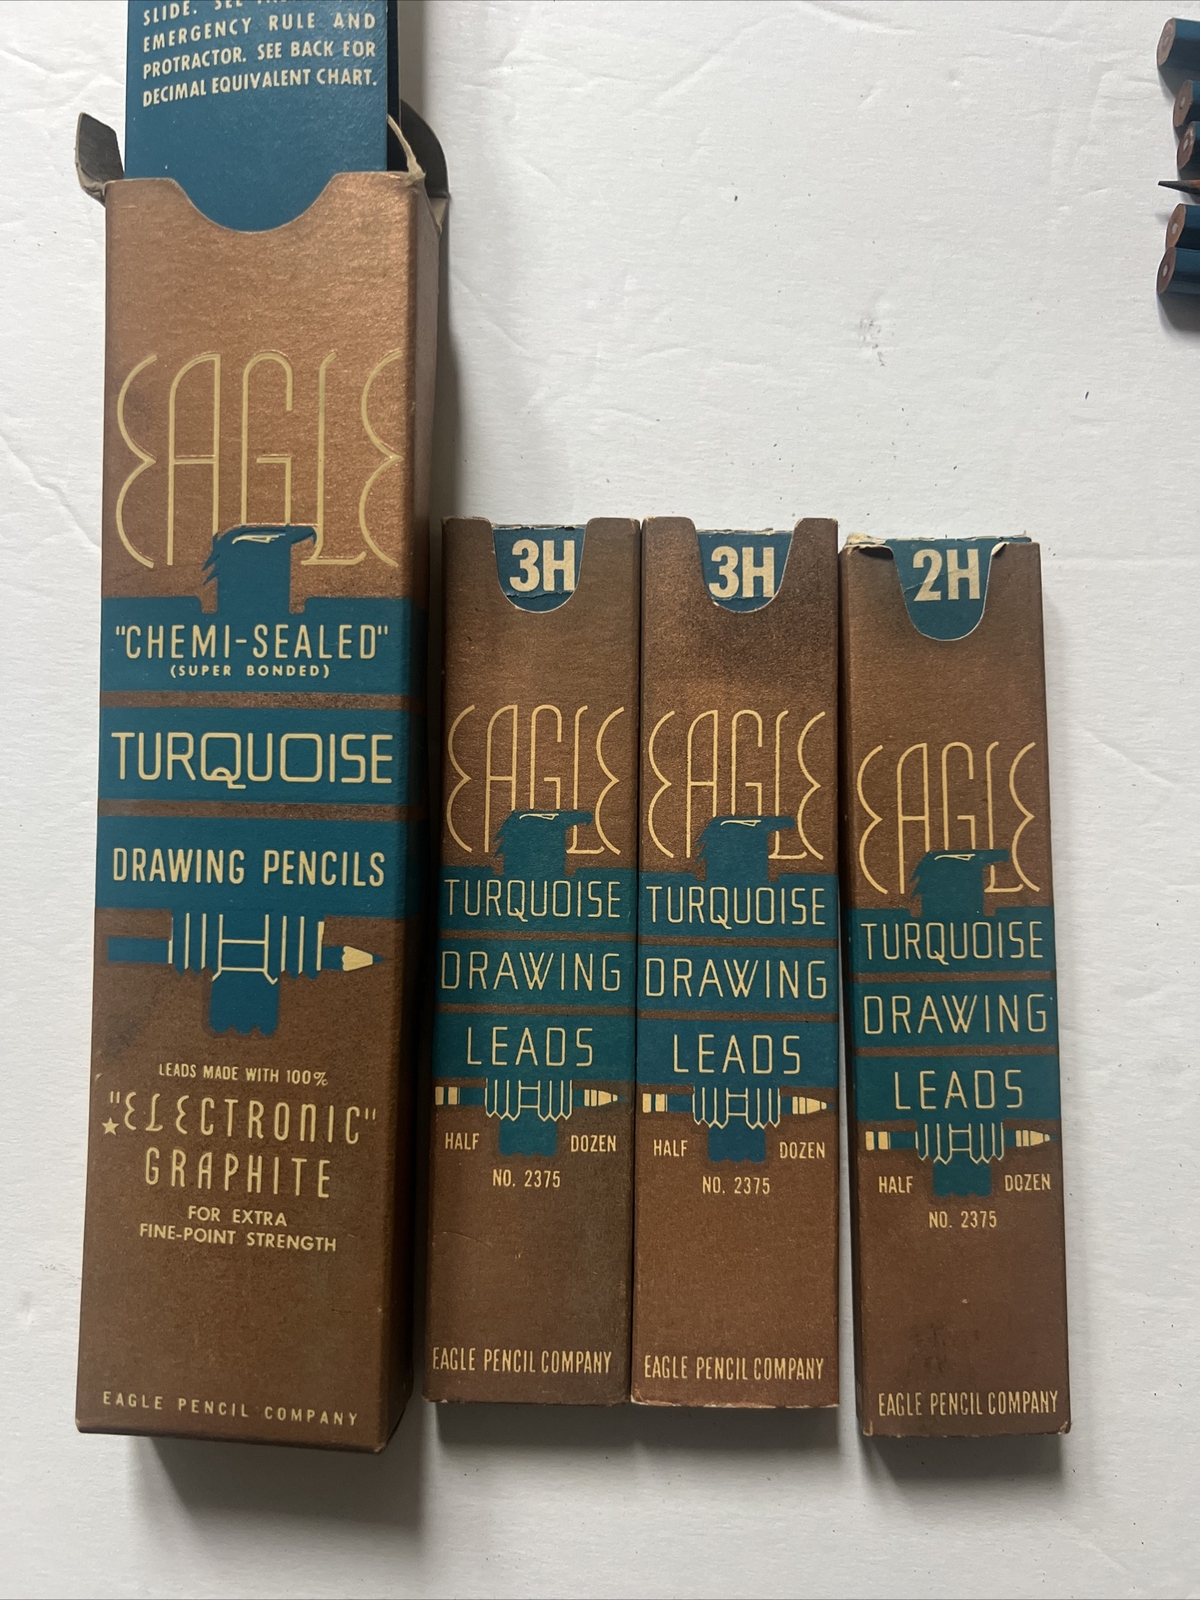 SLIDE. SEE
EMERGENCY RULE AND
PROTRACTOR. SEE BACK FOR
DECIMAL EQUIVALENT CHART.
EAGLE
"CHEMI-SEALED"
(SUPER BONDED)
TURQUOISE
DRAWING PENCILS
LEADS MADE WITH 100%
"ELECTRONIC"
GRAPHITE
FOR EXTRA
FINE-POINT STRENGTH
EAGLE PENCIL COMPANY
3H
EAGLE
TURQUOISE
DRAWING
LEADS
HALF DOZEN
NO. 2375
EAGLE PENCIL COMPANY
3H
EAGLE
TURQUOISE
DRAWING
LEADS
HALF DOZEN
NO. 2375
EAGLE PENCIL COMPANY
2H
EAGLE
TURQUOISE
DRAWING
LEADS
HALF DOZEN
NO. 2375
EAGLE PENCIL COMPANY